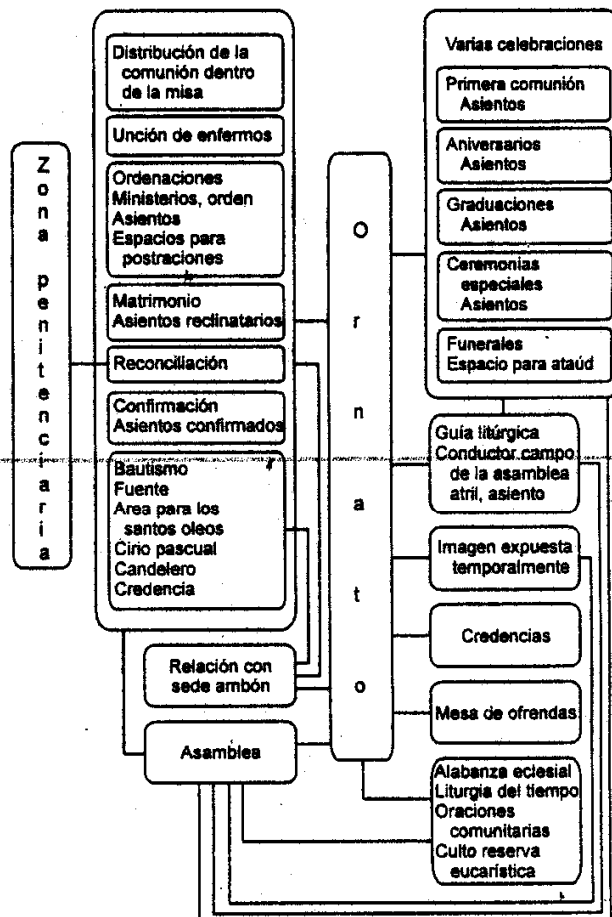 Zona penitenciaria
Distribución de la
comunión dentro
de la misa
Unción de enfermos
Ordenaciones
Ministerios, orden
Asientos
Espacios para
postraciones
Matrimonio
Asientos reclinatarios
Reconciliación
Confirmación
Asientos confirmados
Bautismo
Fuente
Area para los
santos oleos
Cirio pascual
Candelero
Credencia
Relación con
sede ambón
Asamblea
Ornato
Varias celebraciones
Primera comunión
Asientos
Aniversarios
Asientos
Graduaciones
Asientos
Ceremonias
especiales
Asientos
Funerales
Espacio para ataúd
Guía litúrgica
Conductor campo
de la asamblea
atril, asiento
Imagen expuesta
temporalmente
Credencias
Mesa de ofrendas
Alabanza eclesial
Liturgia del tiempo
Oraciones
comunitarias
Culto reserva
eucarística